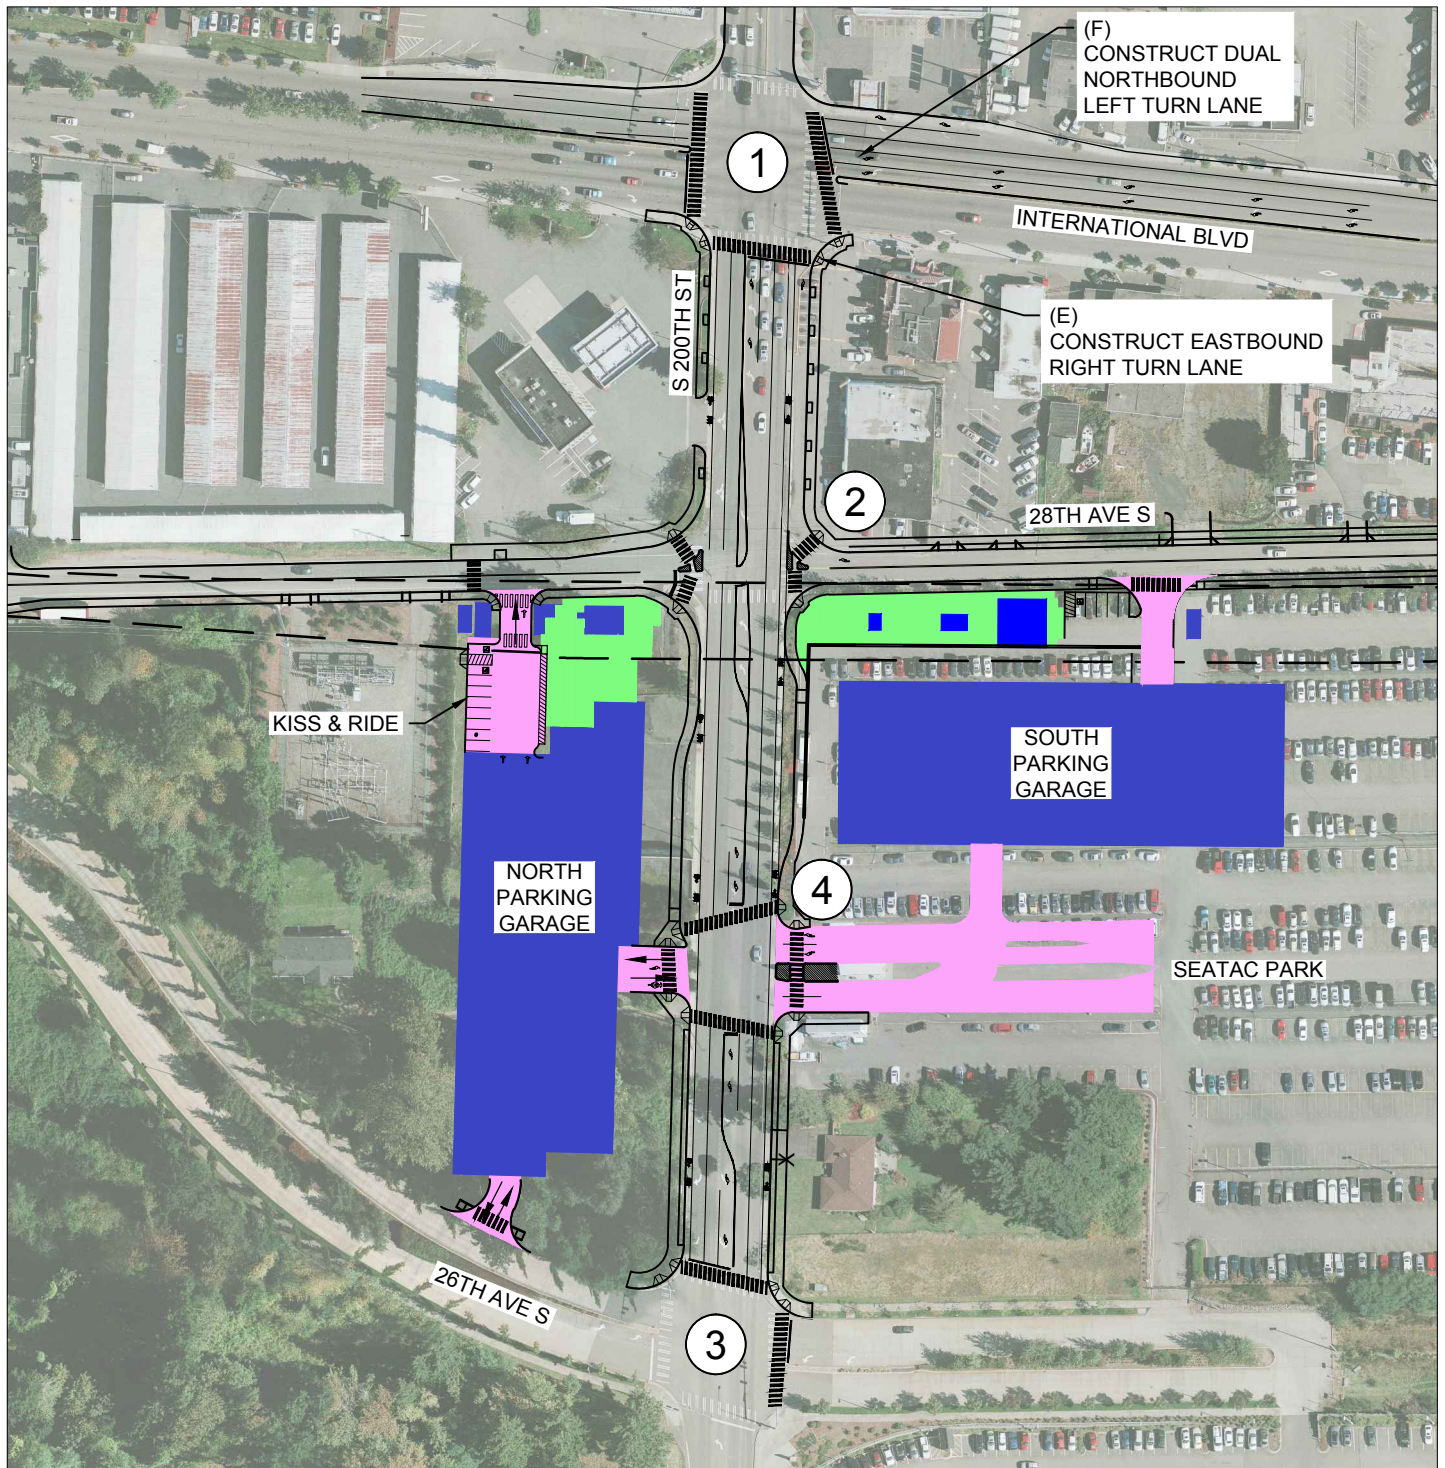 (F)
CONSTRUCT DUAL
NORTHBOUND
LEFT TURN LANE
1
INTERNATIONAL BLVD
S 200TH ST
(E)
CONSTRUCT EASTBOUND
RIGHT TURN LANE
2
28TH AVE S
KISS & RIDE
SOUTH
PARKING
GARAGE
NORTH
PARKING
GARAGE
4
SEATAC PARK
26TH AVE S
3